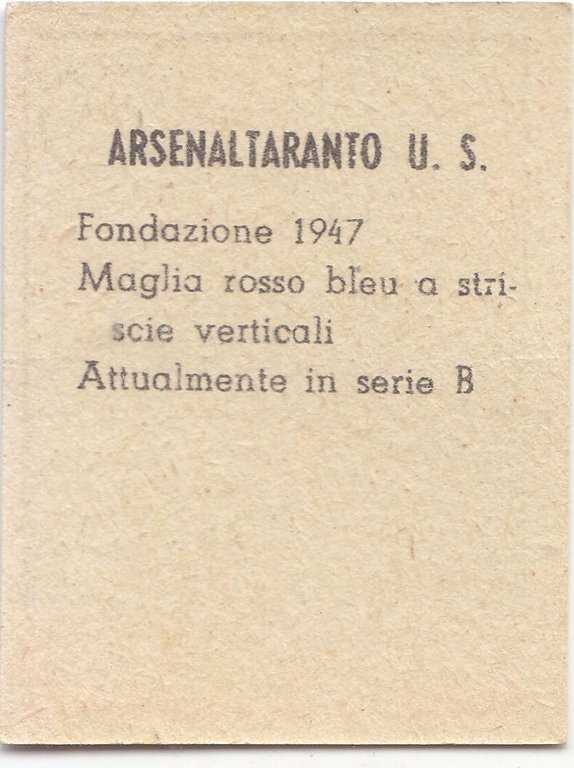 ARSENALTARANTO U. S.
Fondazione 1947
Maglia rosso bleu a stri-
scie verticali
Attualmente in serie B